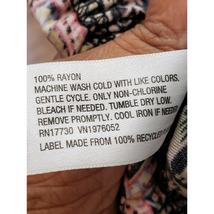 100% RAYON
MACHINE WASH COLD WITH LIKE COLORS.
GENTLE CYCLE. ONLY NON-CHLORINE
BLEACH IF NEEDED. TUMBLE DRY LOW.
REMOVE PROMPTLY. COOL IRON IF NEEDED.
RN17730 VN1976052
LABEL MADE FROM 100% RECYCLED